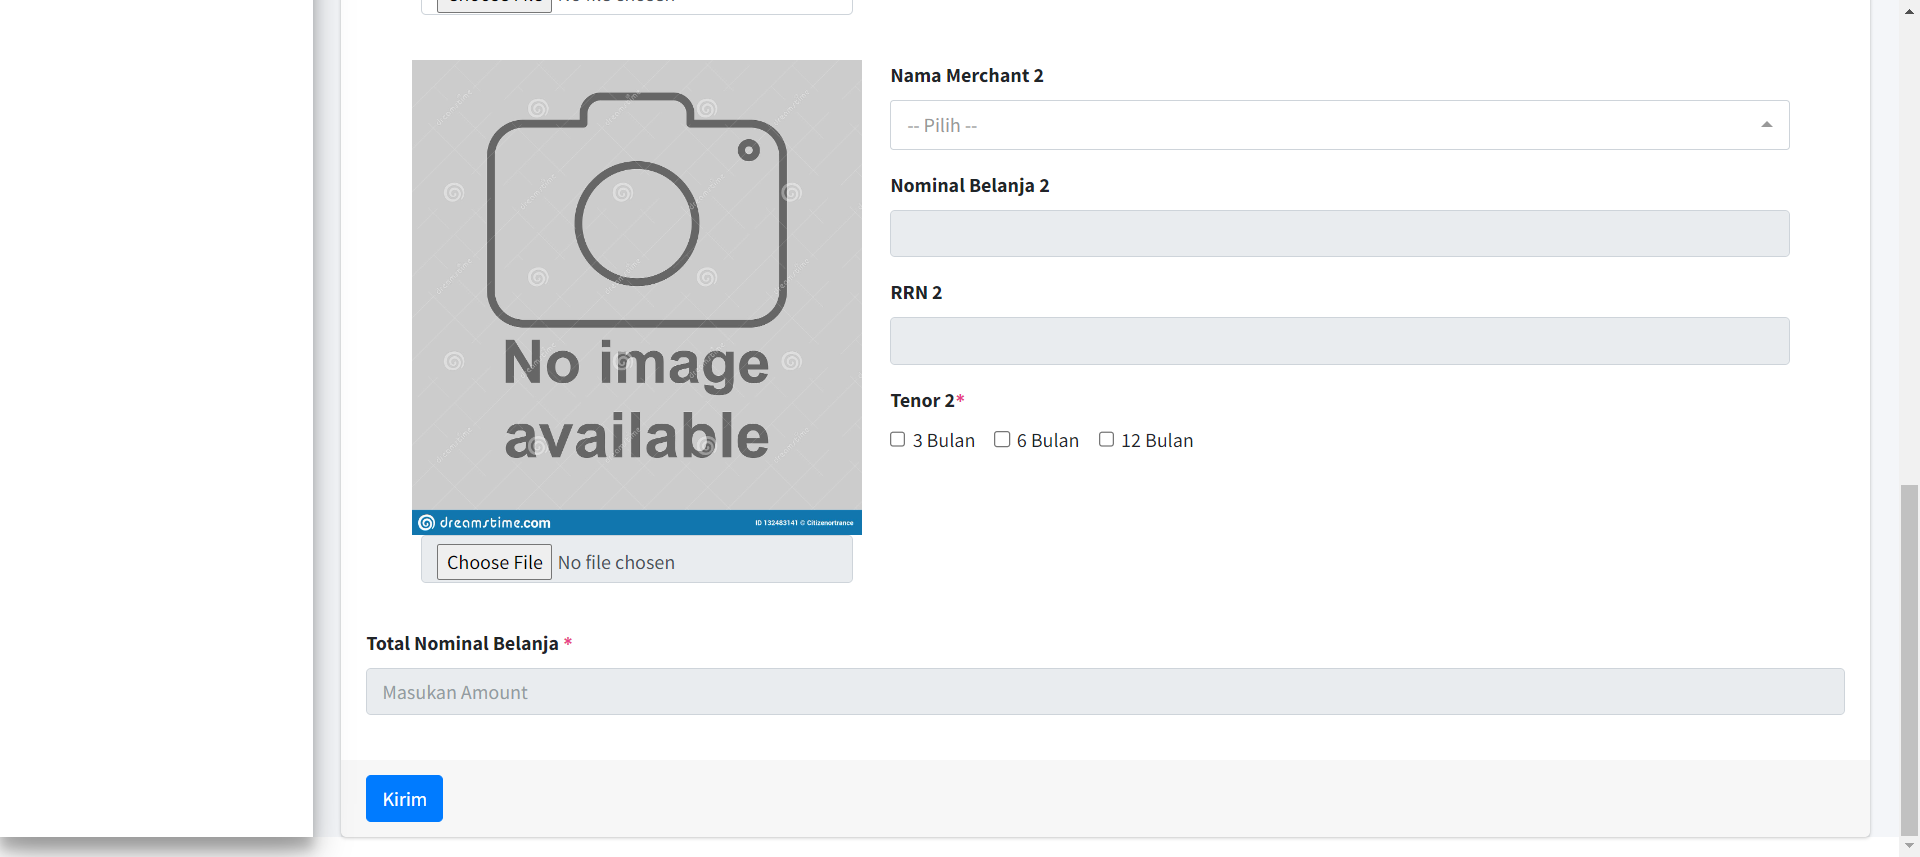 Nama Merchant 2
-- Pilih --
Nominal Belanja 2
RRN 2
Tenor 2*
3 Bulan 6 Bulan 12 Bulan
No image
available
dreamstime.com
ID 132483141 © Citizenortrance
Choose File No file chosen
Total Nominal Belanja *
Masukan Amount
Kirim